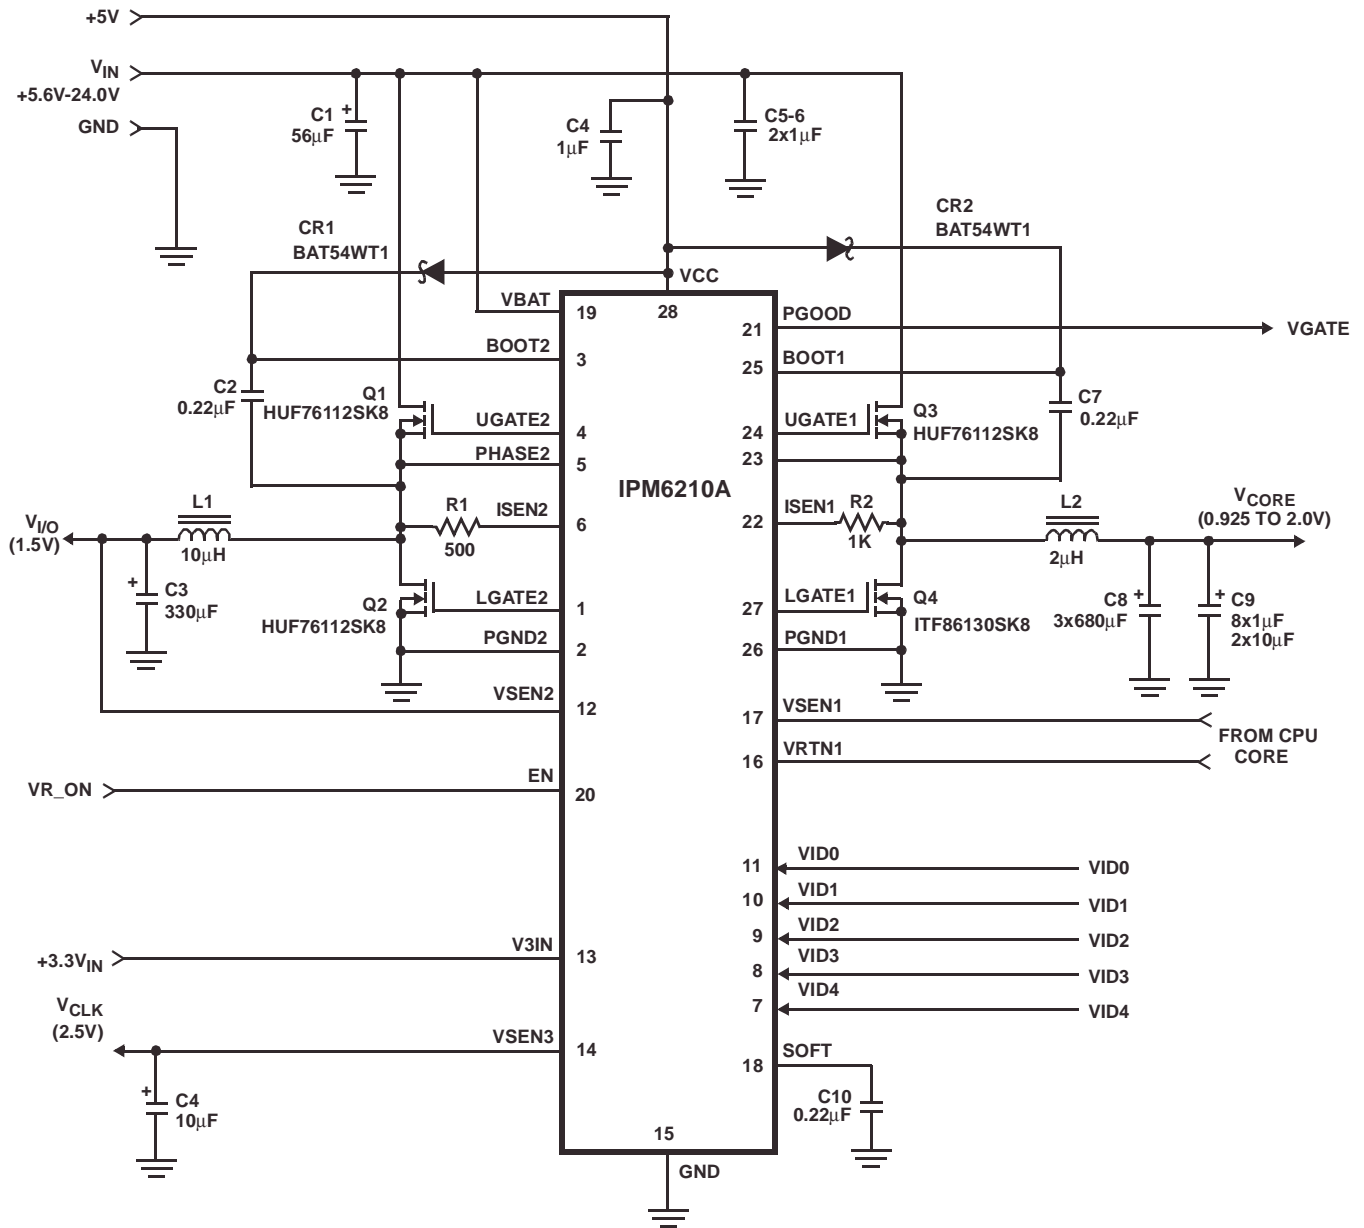 +5V
VIN
+5.6V-24.0V
GND
C1
56µF
+
C4
1µF
C5-6
2x1µF
CR1
BAT54WT1
CR2
BAT54WT1
VCC
28
VBAT
19
PGOOD
21
VGATE
BOOT2
3
BOOT1
25
C2
0.22µF
Q1
HUF76112SK8
UGATE2
4
UGATE1
24
Q3
HUF76112SK8
C7
0.22µF
PHASE2
5
23
IPM6210A
L1
10µH
VI/O
(1.5V)
R1
500
ISEN2
6
ISEN1
22
R2
1K
L2
2µH
VCORE
(0.925 TO 2.0V)
+
C3
330µF
Q2
HUF76112SK8
LGATE2
1
LGATE1
27
Q4
ITF86130SK8
+
C8
3x680µF
+
C9
8x1µF
2x10µF
PGND2
2
PGND1
26
VSEN2
12
VSEN1
17
VRTN1
16
FROM CPU
CORE
VR_ON
EN
20
VID0
11
VID0
VID1
10
VID1
VID2
9
VID2
VID3
8
VID3
VID4
7
VID4
+3.3VIN
V3IN
13
VCLK
(2.5V)
VSEN3
14
SOFT
18
+
C4
10µF
C10
0.22µF
15
GND